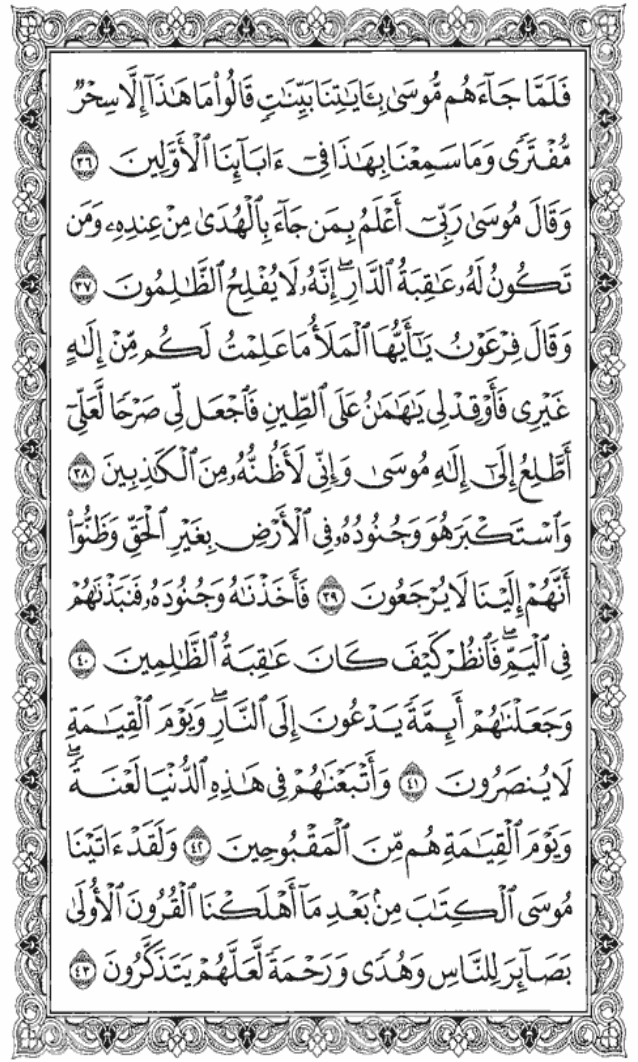 فَلَمَّا جَآءَهُم مُّوسَىٰ بِـَٔايَٰتِنَا بَيِّنَٰتٖ قَالُواْ مَا هَٰذَآ إِلَّا سِحۡرٞ
مُّفۡتَرٗى وَمَا سَمِعۡنَا بِهَٰذَا فِيٓ ءَابَآئِنَا ٱلۡأَوَّلِينَ ٣٦
وَقَالَ مُوسَىٰ رَبِّيٓ أَعۡلَمُ بِمَن جَآءَ بِٱلۡهُدَىٰ مِنۡ عِندِهِۦ وَمَن
تَكُونُ لَهُۥ عَٰقِبَةُ ٱلدَّارِۚ إِنَّهُۥ لَا يُفۡلِحُ ٱلظَّٰلِمُونَ ٣٧
وَقَالَ فِرۡعَوۡنُ يَٰٓأَيُّهَا ٱلۡمَلَأُ مَا عَلِمۡتُ لَكُم مِّنۡ إِلَٰهٍ
غَيۡرِي فَأَوۡقِدۡ لِي يَٰهَٰمَٰنُ عَلَى ٱلطِّينِ فَٱجۡعَل لِّي صَرۡحٗا لَّعَلِّيٓ
أَطَّلِعُ إِلَىٰٓ إِلَٰهِ مُوسَىٰ وَإِنِّي لَأَظُنُّهُۥ مِنَ ٱلۡكَٰذِبِينَ ٣٨
وَٱسۡتَكۡبَرَ هُوَ وَجُنُودُهُۥ فِي ٱلۡأَرۡضِ بِغَيۡرِ ٱلۡحَقِّ وَظَنُّوٓاْ
أَنَّهُمۡ إِلَيۡنَا لَا يُرۡجَعُونَ ٣٩ فَأَخَذۡنَٰهُ وَجُنُودَهُۥ فَنَبَذۡنَٰهُمۡ
فِي ٱلۡيَمِّۖ فَٱنظُرۡ كَيۡفَ كَانَ عَٰقِبَةُ ٱلظَّٰلِمِينَ ٤٠
وَجَعَلۡنَٰهُمۡ أَئِمَّةٗ يَدۡعُونَ إِلَى ٱلنَّارِۖ وَيَوۡمَ ٱلۡقِيَٰمَةِ
لَا يُنصَرُونَ ٤١ وَأَتۡبَعۡنَٰهُمۡ فِي هَٰذِهِ ٱلدُّنۡيَا لَعۡنَةٗۖ
وَيَوۡمَ ٱلۡقِيَٰمَةِ هُم مِّنَ ٱلۡمَقۡبُوحِينَ ٤٢ وَلَقَدۡ ءَاتَيۡنَا
مُوسَى ٱلۡكِتَٰبَ مِنۢ بَعۡدِ مَآ أَهۡلَكۡنَا ٱلۡقُرُونَ ٱلۡأُولَىٰ
بَصَآئِرَ لِلنَّاسِ وَهُدٗى وَرَحۡمَةٗ لَّعَلَّهُمۡ يَتَذَكَّرُونَ ٤٣